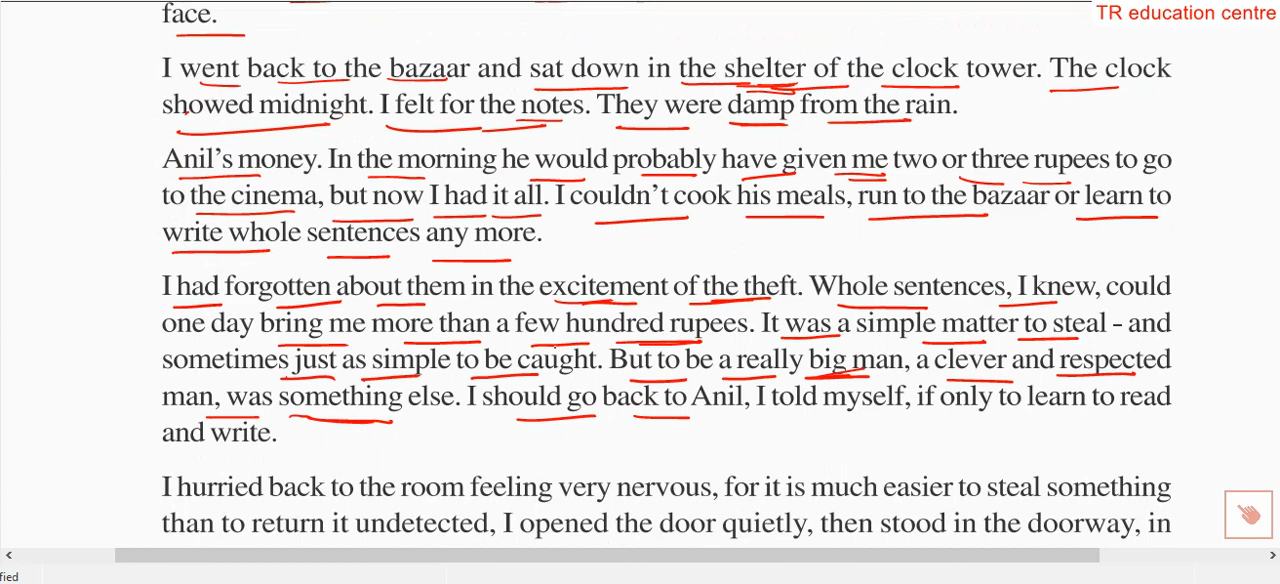 TR education centre
face.
I went back to the bazaar and sat down in the shelter of the clock tower. The clock
showed midnight. I felt for the notes. They were damp from the rain.
Anil's money. In the morning he would probably have given me two or three rupees to go
to the cinema, but now I had it all. I couldn't cook his meals, run to the bazaar or learn to
write whole sentences any more.
I had forgotten about them in the excitement of the theft. Whole sentences, I knew, could
one day bring me more than a few hundred rupees. It was a simple matter to steal - and
sometimes just as simple to be caught. But to be a really big man, a clever and respected
man, was something else. I should go back to Anil, I told myself, if only to learn to read
and write.
I hurried back to the room feeling very nervous, for it is much easier to steal something
than to return it undetected, I opened the door quietly, then stood in the doorway, in
fied